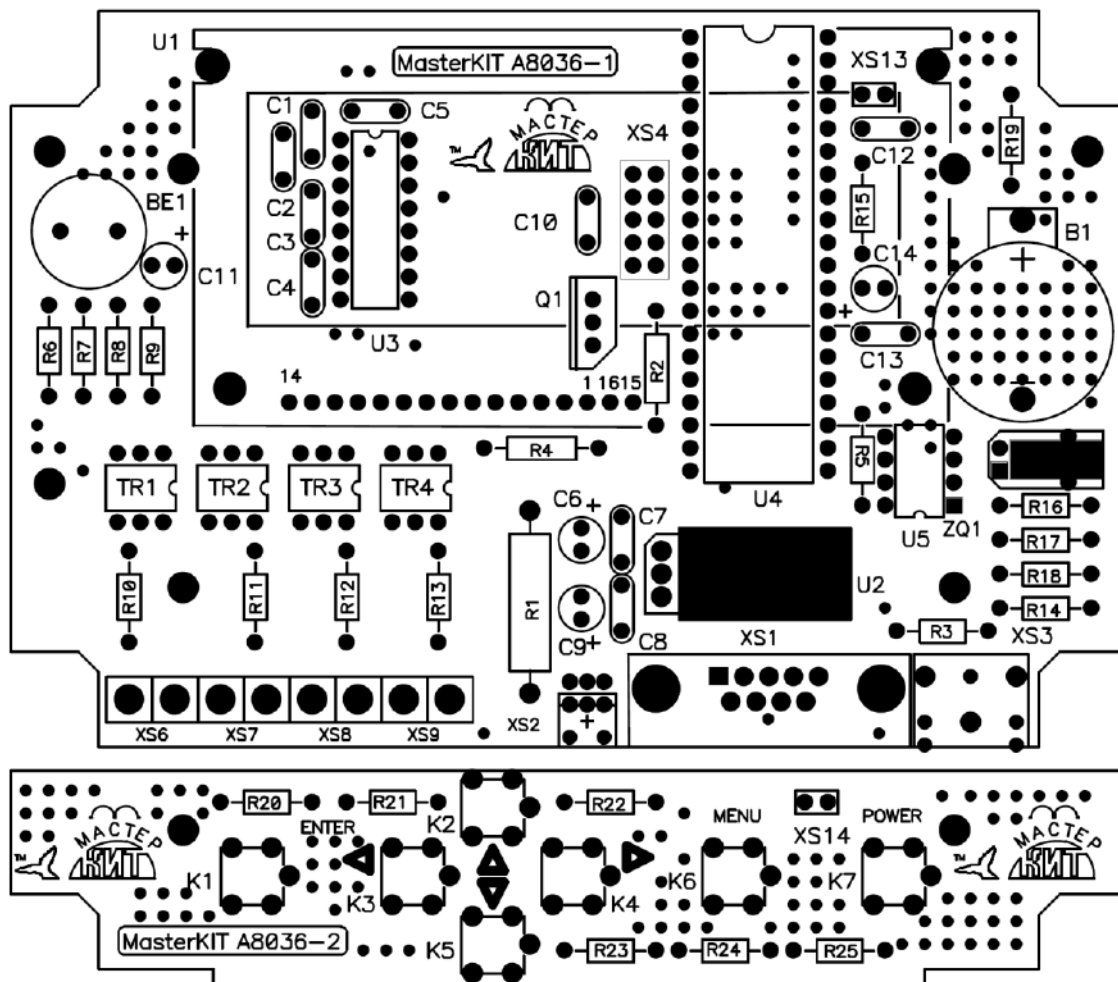 U1
MasterKIT A8036-1
XS13
C1
C5
МАСТЕР
КИТ
TM
XS4
C12
R19
BE1
+
C2
C10
R15
B1
C3
C11
C4
C14
+
Q1
+
U3
R2
C13
R6
R7
R8
R9
14
1 1615
−
R4
R5
TR1
TR2
TR3
TR4
U4
C6
+
C7
R16
U5
ZQ1
R17
R10
R11
R12
R13
R1
U2
R18
R14
C9
+
C8
XS1
R3
XS3
XS6
XS7
XS8
XS9
XS2
+
R20
R21
K2
R22
МАСТЕР
КИТ
TM
ENTER
MENU
XS14
POWER
МАСТЕР
КИТ
TM
K1
K3
K4
K6
K7
MasterKIT A8036-2
K5
R23
R24
R25